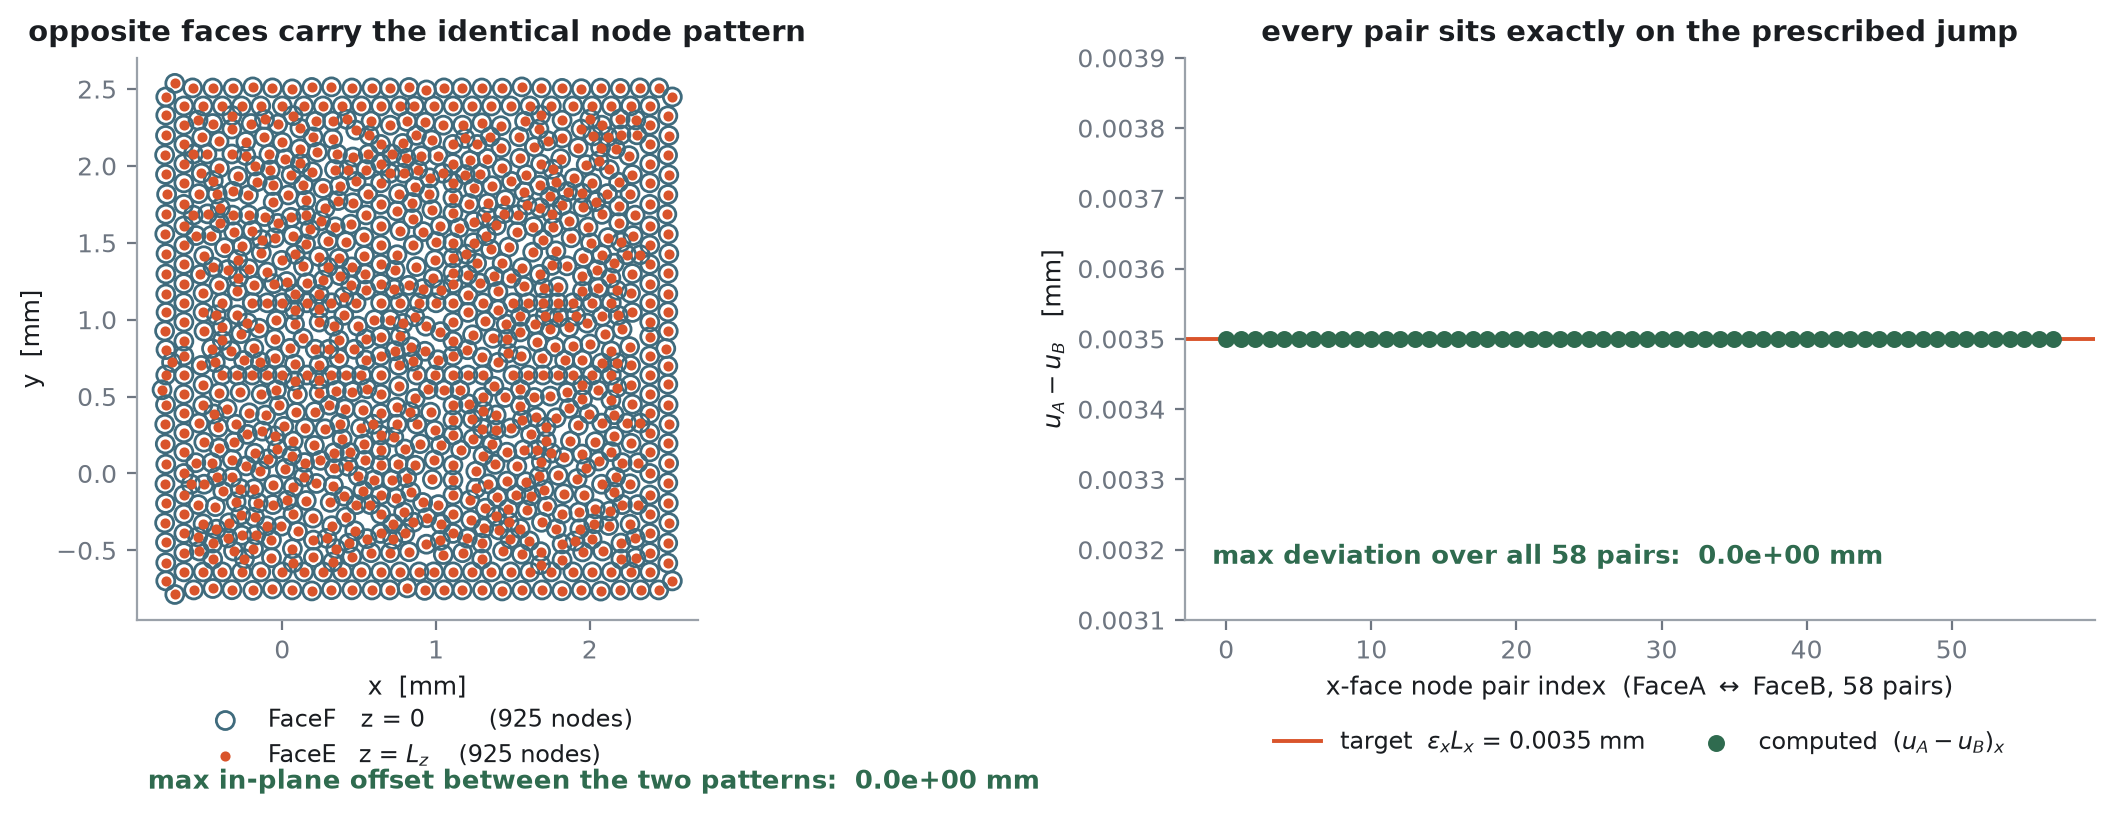 opposite faces carry the identical node pattern
2.5
2.0
1.5
1.0
0.5
0.0
−0.5
y [mm]
0 1 2
x [mm]
FaceF z = 0 (925 nodes)
FaceE z = L_z (925 nodes)
max in-plane offset between the two patterns: 0.0e+00 mm
every pair sits exactly on the prescribed jump
0.0039
0.0038
0.0037
0.0036
0.0035
0.0034
0.0033
0.0032
0.0031
u_A − u_B [mm]
max deviation over all 58 pairs: 0.0e+00 mm
0 10 20 30 40 50
x-face node pair index (FaceA ↔ FaceB, 58 pairs)
target ε_x L_x = 0.0035 mm
computed (u_A − u_B)_x